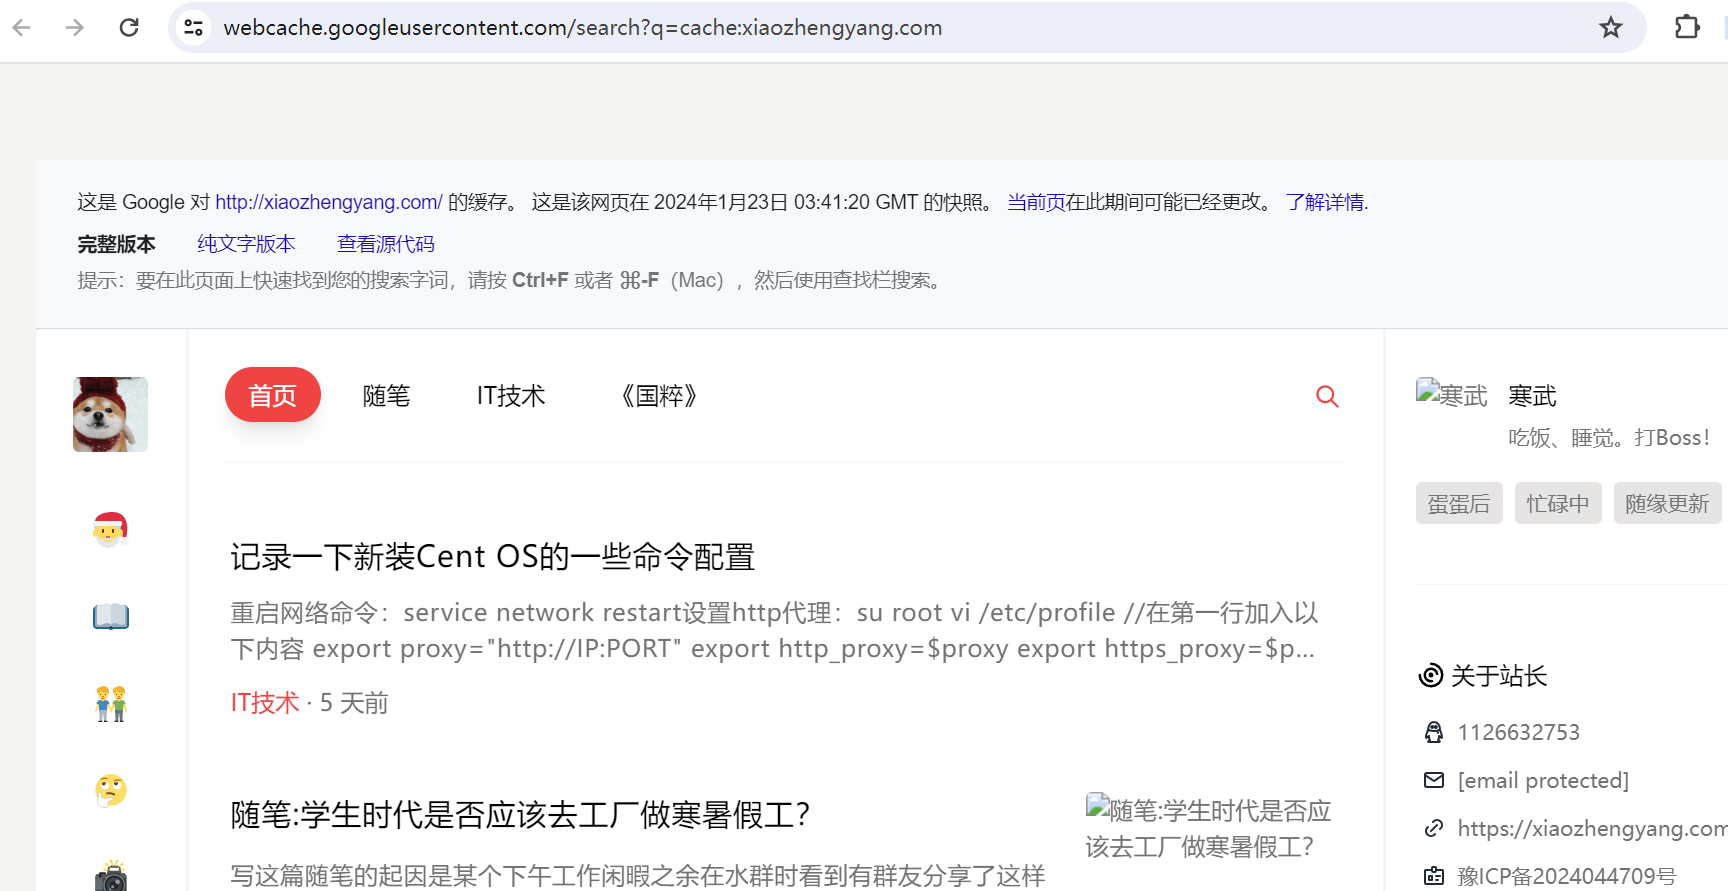 webcache.googleusercontent.com/search?q=cache:xiaozhengyang.com
这是 Google 对 http://xiaozhengyang.com/ 的缓存。 这是该网页在 2024年1月23日 03:41:20 GMT 的快照。 当前页在此期间可能已经更改。 了解详情.
完整版本 纯文字版本 查看源代码
提示：要在此页面上快速找到您的搜索字词，请按 Ctrl+F 或者 ⌘-F（Mac），然后使用查找栏搜索。
首页 随笔 IT技术 《国粹》
记录一下新装Cent OS的一些命令配置
重启网络命令：service network restart设置http代理：su root vi /etc/profile //在第一行加入以
下内容 export proxy="http://IP:PORT" export http_proxy=$proxy export https_proxy=$p...
IT技术 · 5 天前
随笔:学生时代是否应该去工厂做寒暑假工？
写这篇随笔的起因是某个下午工作闲暇之余在水群时看到有群友分享了这样
随笔:学生时代是否应
该去工厂做寒暑假工？
寒武 寒武
吃饭、睡觉。打Boss！
蛋蛋后 忙碌中 随缘更新
关于站长
1126632753
[email protected]
https://xiaozhengyang.com
豫ICP备2024044709号